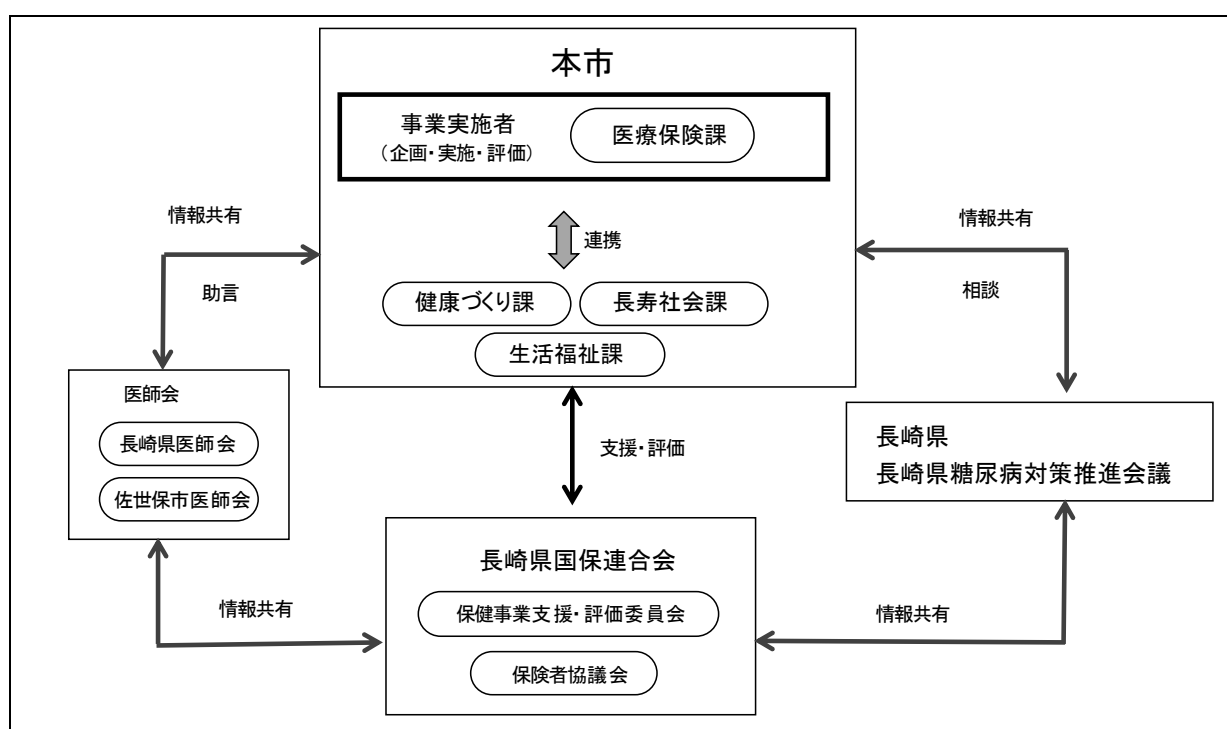 本市
事業実施者
(企画・実施・評価)
医療保険課
連携
健康づくり課
長寿社会課
生活福祉課
情報共有
助言
情報共有
相談
医師会
長崎県医師会
佐世保市医師会
支援・評価
長崎県
長崎県糖尿病対策推進会議
長崎県国保連合会
保健事業支援・評価委員会
保険者協議会
情報共有
情報共有